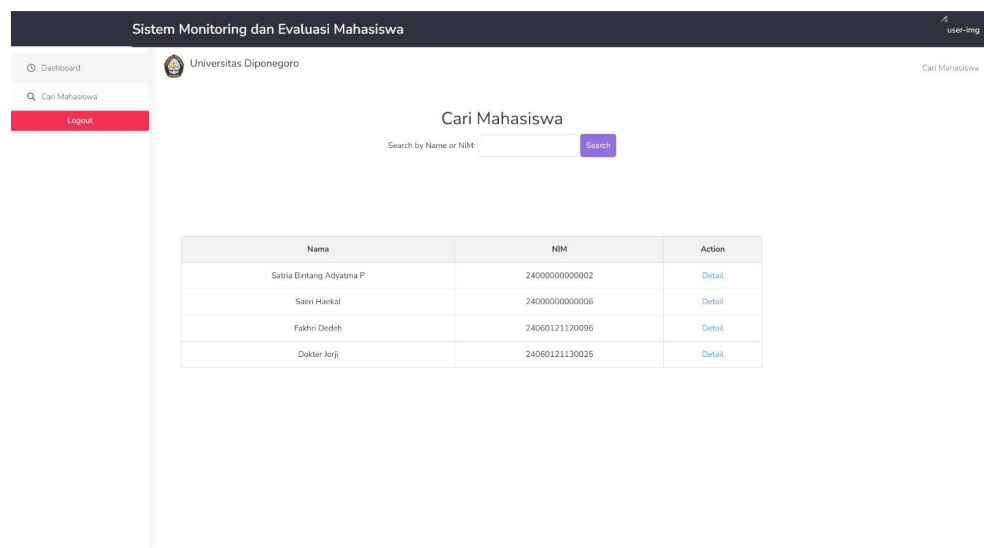 Sistem Monitoring dan Evaluasi Mahasiswa
user-img
Dashboard
Cari Mahasiswa
Logout
Universitas Diponegoro
Cari Mahasiswa
Cari Mahasiswa
Search by Name or NIM: Search
Nama NIM Action
Satria Bintang Adyatma P 24000000000002 Detail
Saeri Haekal 24000000000006 Detail
Fakhri Dedeh 24060121120096 Detail
Dokter Jorji 24060121130025 Detail